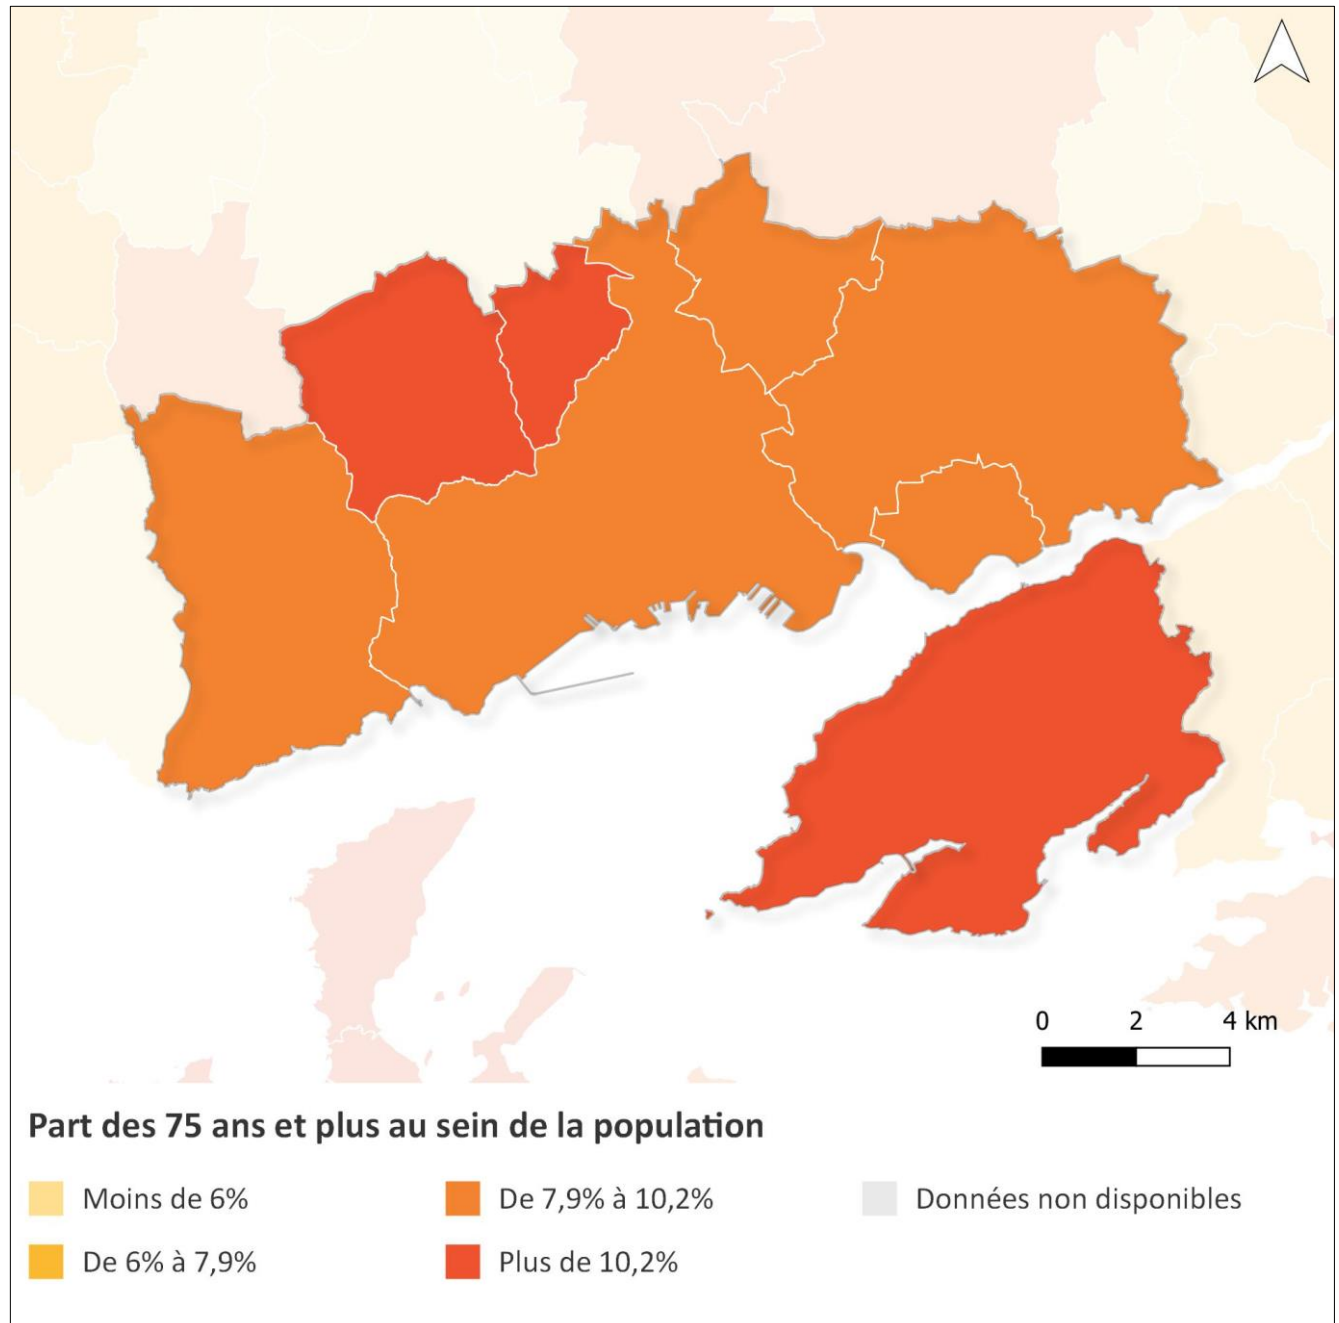 0 2 4 km
Part des 75 ans et plus au sein de la population
Moins de 6% De 7,9% à 10,2% Données non disponibles
De 6% à 7,9% Plus de 10,2%